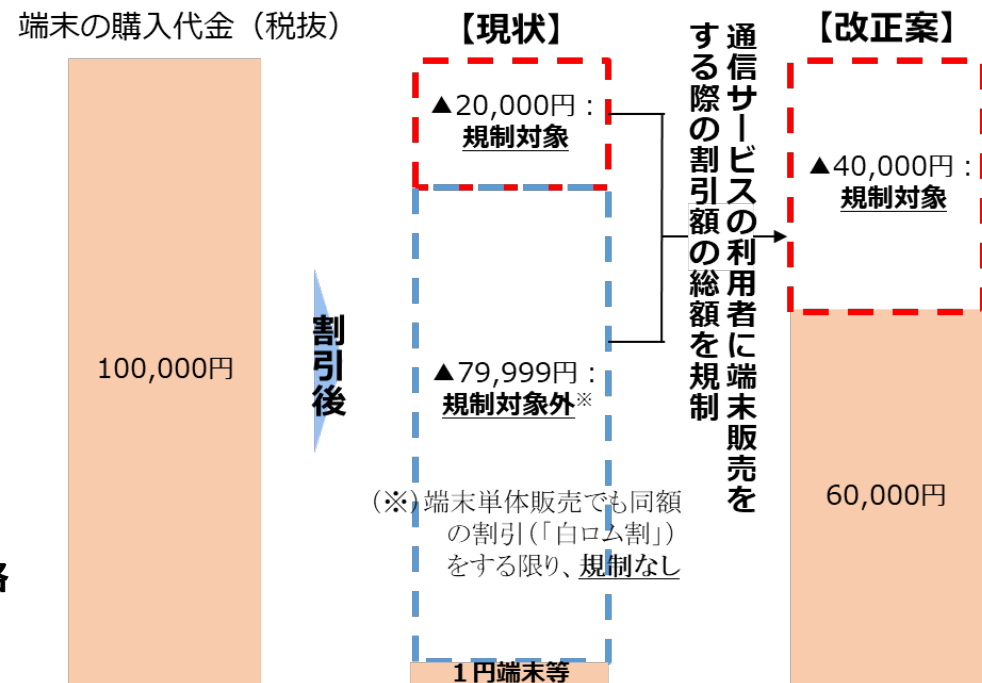 端末の購入代金（税抜）
100,000円
割引後
【現状】
▲20,000円：
規制対象
▲79,999円：
規制対象外※
（※）端末単体販売でも同額
の割引（「白ロム割」）
をする限り、規制なし
１円端末等
通信サービスの利用者に端末販売を
する際の割引額の総額を規制
【改正案】
▲40,000円：
規制対象
60,000円